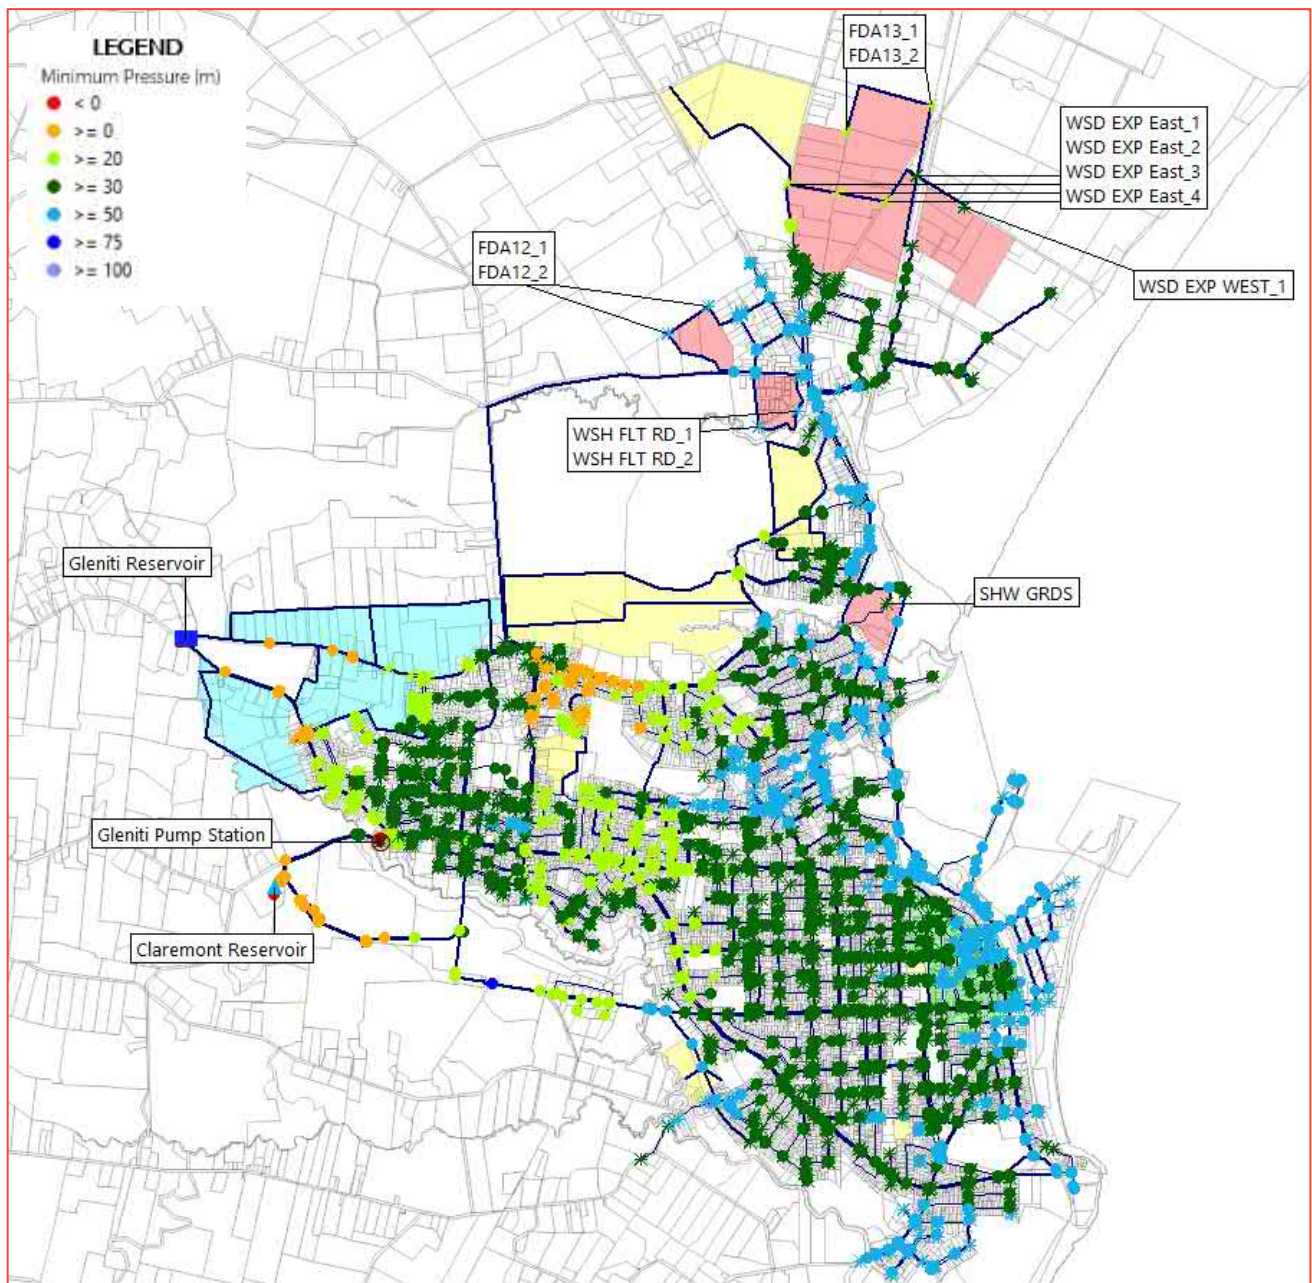 LEGEND
Minimum Pressure (m)
< 0
>= 0
>= 20
>= 30
>= 50
>= 75
>= 100
FDA13_1
FDA13_2
WSD EXP East_1
WSD EXP East_2
WSD EXP East_3
WSD EXP East_4
FDA12_1
FDA12_2
WSD EXP WEST_1
WSH FLT RD_1
WSH FLT RD_2
Gleniti Reservoir
SHW GRDS
Gleniti Pump Station
Claremont Reservoir